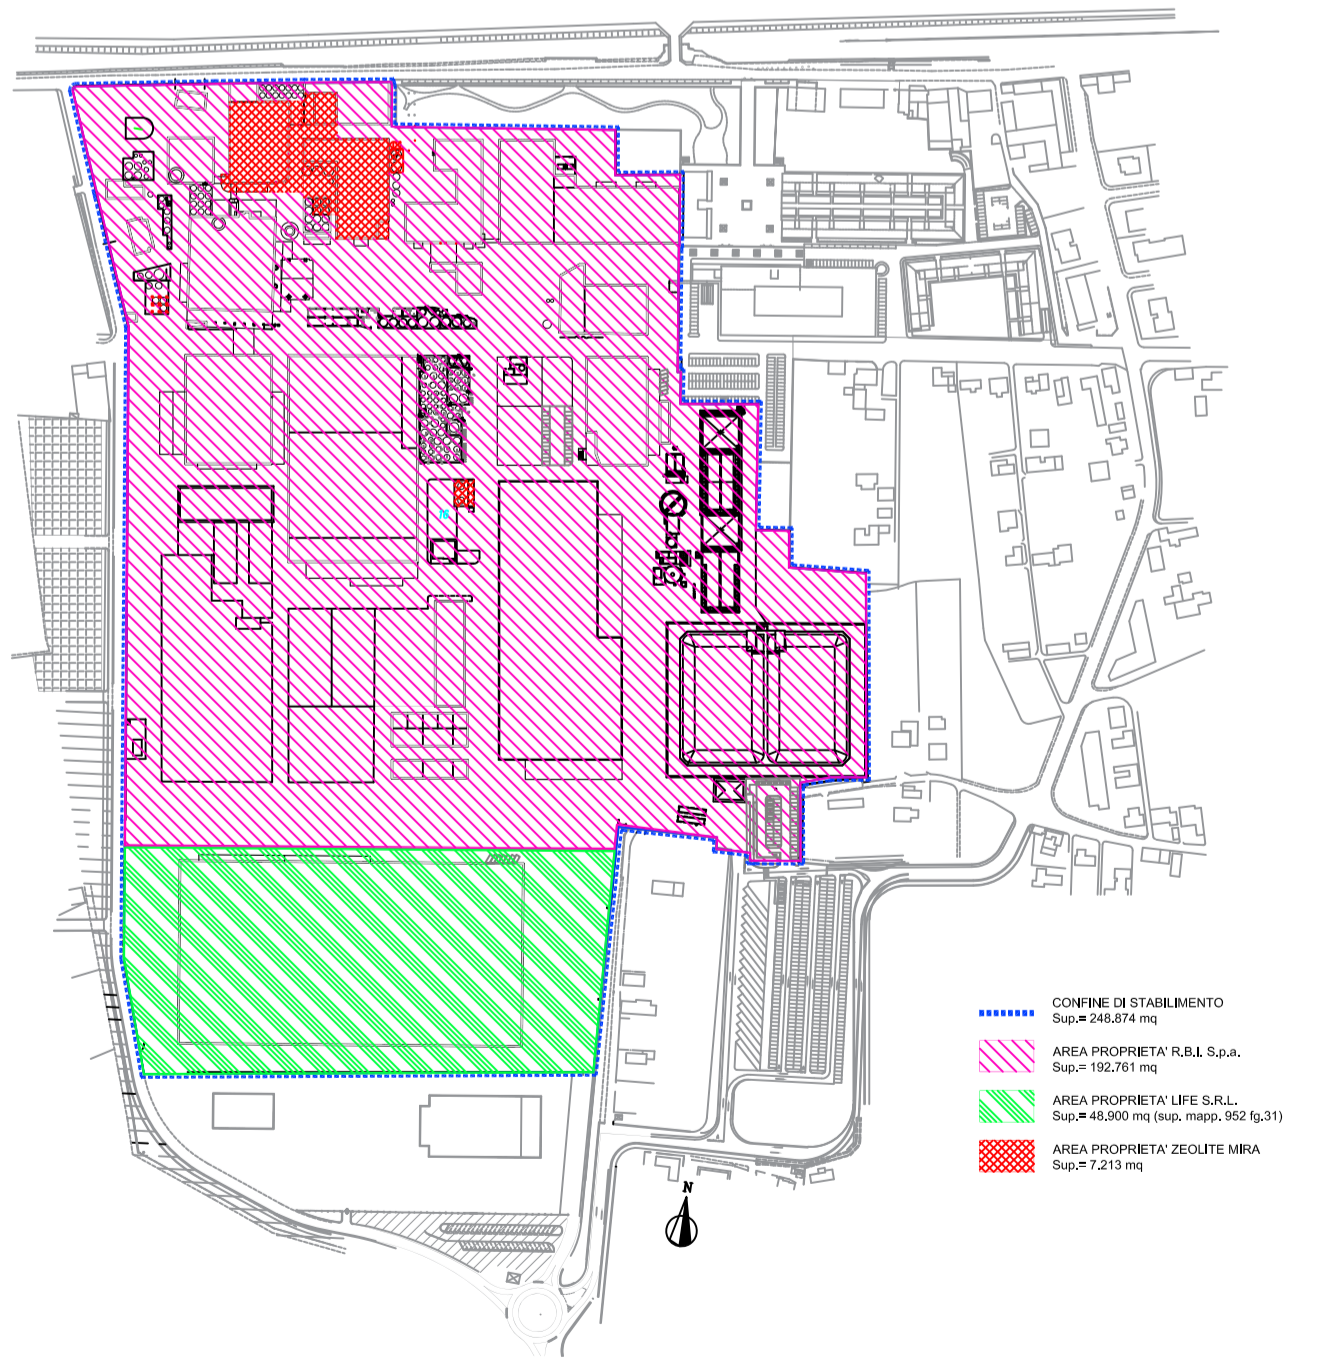 CONFINE DI STABILIMENTO
Sup.= 248.874 mq
AREA PROPRIETA' R.B.I. S.p.a.
Sup.= 192.761 mq
AREA PROPRIETA' LIFE S.R.L.
Sup.= 48.900 mq (sup. mapp. 952 fg.31)
AREA PROPRIETA' ZEOLITE MIRA
Sup.= 7.213 mq
N